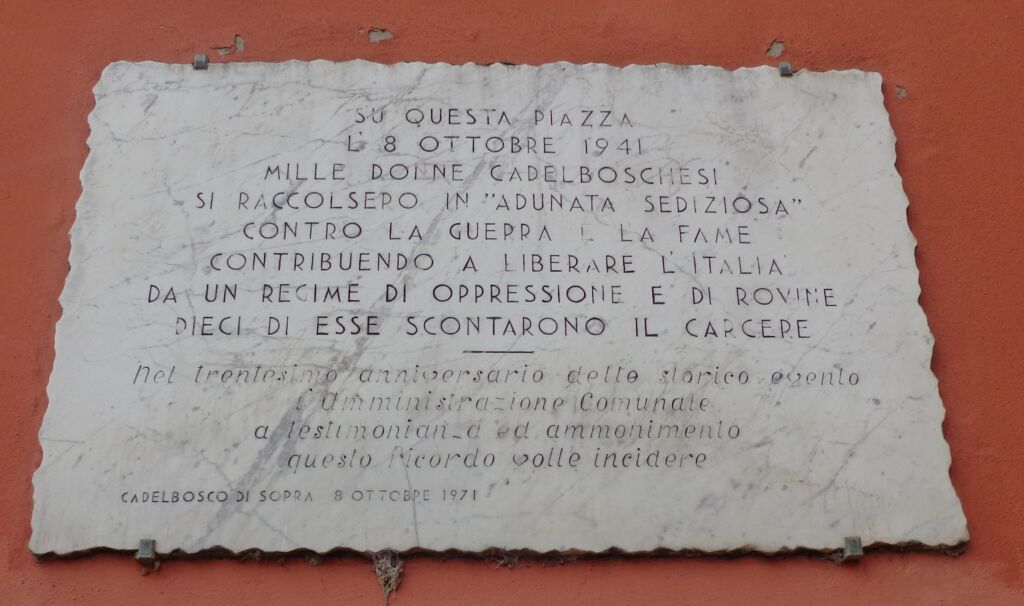 SU QUESTA PIAZZA
L' 8 OTTOBRE 1941
MILLE DONNE CADELBOSCHESI
SI RACCOLSERO IN "ADUNATA SEDIZIOSA"
CONTRO LA GUERRA E LA FAME
CONTRIBUENDO A LIBERARE L'ITALIA
DA UN REGIME DI OPPRESSIONE E DI ROVINE
DIECI DI ESSE SCONTARONO IL CARCERE
Nel trentesimo anniversario dello storico evento
l'Amministrazione Comunale
a testimonianza ed ammonimento
questo ricordo volle incidere
CADELBOSCO DI SOPRA 8 OTTOBRE 1971